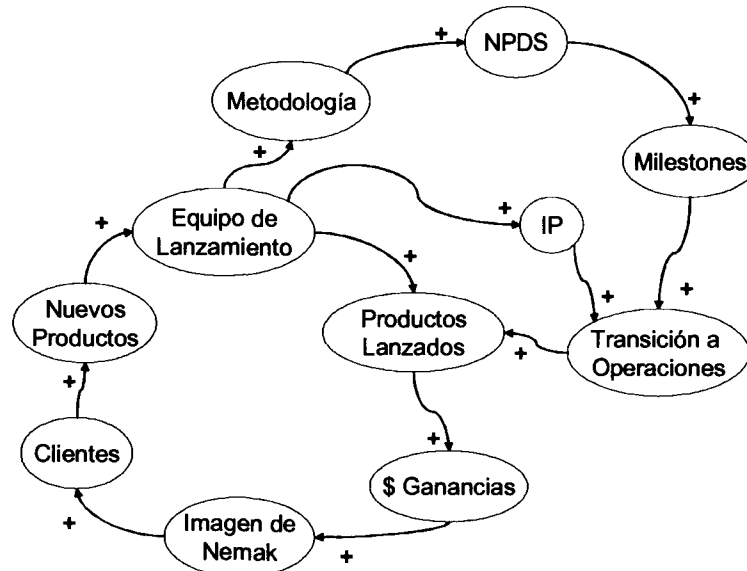 +
NPDS
Metodología
+
+
Milestones
+
Equipo de
Lanzamiento
+
IP
+
+
Nuevos
Productos
Productos
Lanzados
+
+
+
Transición a
Operaciones
+
Clientes
+
$ Ganancias
+
Imagen de
Nemak
+